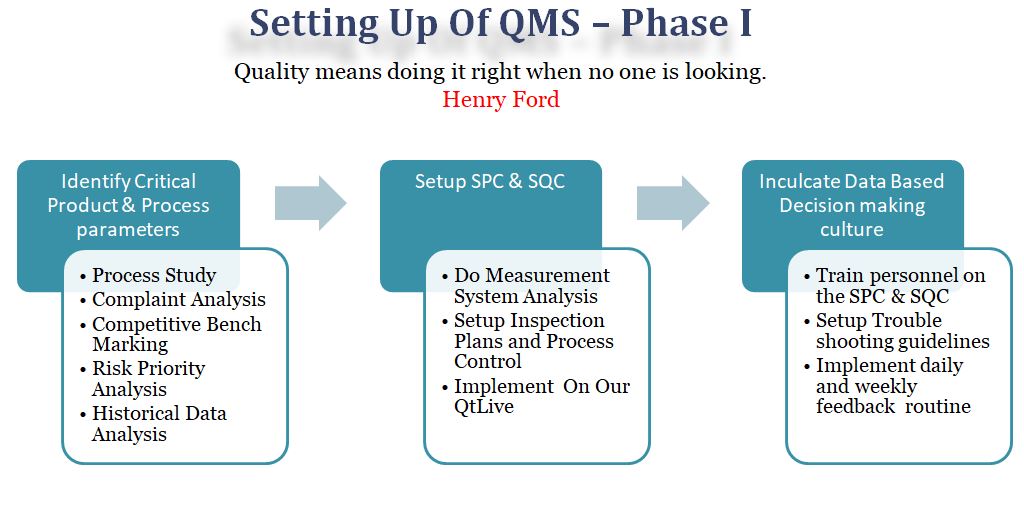 Setting Up Of QMS – Phase I
Quality means doing it right when no one is looking.
Henry Ford
Identify Critical
Product & Process
parameters
• Process Study
• Complaint Analysis
• Competitive Bench
Marking
• Risk Priority
Analysis
• Historical Data
Analysis
Setup SPC & SQC
• Do Measurement
System Analysis
• Setup Inspection
Plans and Process
Control
• Implement On Our
QtLive
Inculcate Data Based
Decision making
culture
• Train personnel on
the SPC & SQC
• Setup Trouble
shooting guidelines
• Implement daily
and weekly
feedback routine